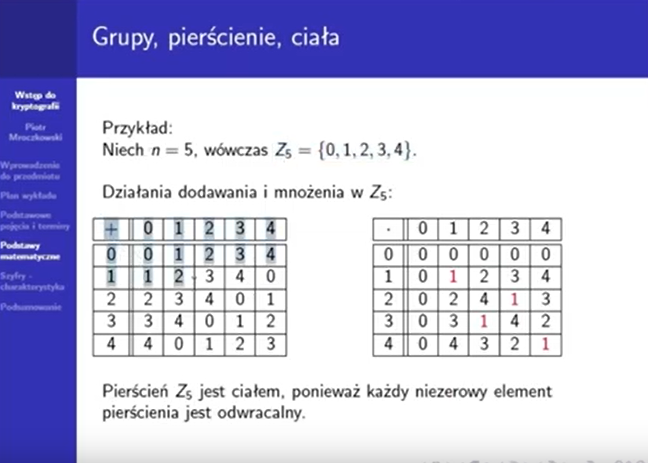 Grupy, pierścienie, ciała
Wstęp do
kryptografii
Piotr
Mroczkowski
Wprowadzenie
do przedmiotu
Plan wykładu
Podstawowe
pojęcia i terminy
Podstawy
matematyczne
Szyfry -
charakterystyka
Podsumowanie
Przykład:
Niech n = 5, wówczas Z₅ = {0, 1, 2, 3, 4}.
Działania dodawania i mnożenia w Z₅:
+ 0 1 2 3 4
0 0 1 2 3 4
1 1 2 3 4 0
2 2 3 4 0 1
3 3 4 0 1 2
4 4 0 1 2 3
· 0 1 2 3 4
0 0 0 0 0 0
1 0 1 2 3 4
2 0 2 4 1 3
3 0 3 1 4 2
4 0 4 3 2 1
Pierścień Z₅ jest ciałem, ponieważ każdy niezerowy element
pierścienia jest odwracalny.